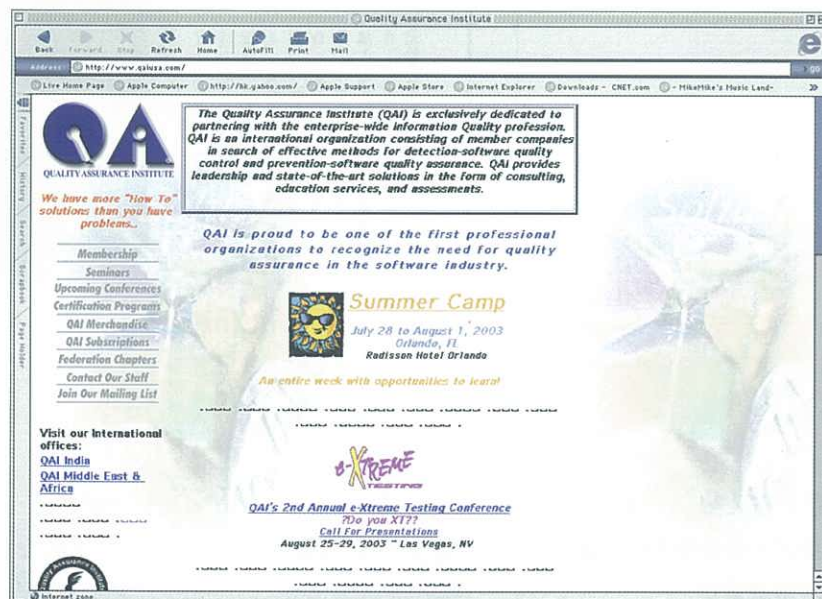 Quality Assurance Institute
Back Forward Stop Refresh Home AutoFill Print Mail
Address: http://www.qaiusa.com/ go
Live Home Page Apple Computer http://hk.yahoo.com/ Apple Support Apple Store Internet Explorer Downloads - CNET.com - MikeMike's Music Land-
Favorites
History
Search
Scrapbook
Page Holder
QAI
QUALITY ASSURANCE INSTITUTE
We have more "How To"
solutions than you have
problems..
Membership
Seminars
Upcoming Conferences
Certification Programs
QAI Merchandise
QAI Subscriptions
Federation Chapters
Contact Our Staff
Join Our Mailing List
Visit our International
offices:
QAI India
QAI Middle East &
Africa
The Quality Assurance Institute (QAI) is exclusively dedicated to
partnering with the enterprise-wide information Quality profession.
QAI is an international organization consisting of member companies
in search of effective methods for detection-software quality
control and prevention-software quality assurance. QAI provides
leadership and state-of-the-art solutions in the form of consulting,
education services, and assessments.
QAI is proud to be one of the first professional
organizations to recognize the need for quality
assurance in the software industry.
Summer Camp
July 28 to August 1, 2003
Orlando, FL
Radisson Hotel Orlando
An entire week with opportunities to learn!
e-XTREME
TESTING
QAI's 2nd Annual e-Xtreme Testing Conference
?Do you XT??
Call For Presentations
August 25-29, 2003 ~ Las Vegas, NV
Internet zone